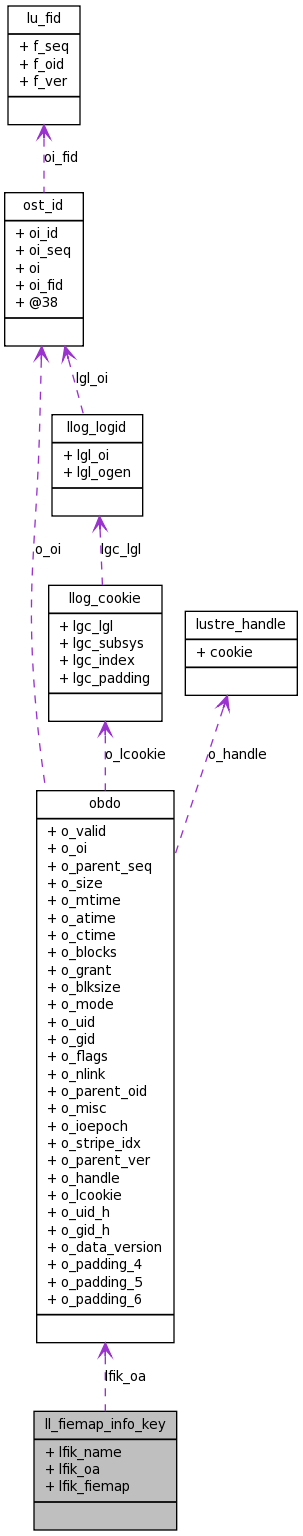 lu_fid
+ f_seq
+ f_oid
+ f_ver
oi_fid
ost_id
+ oi_id
+ oi_seq
+ oi
+ oi_fid
+ @38
lgl_oi
llog_logid
+ lgl_oi
+ lgl_ogen
o_oi
lgc_lgl
llog_cookie
+ lgc_lgl
+ lgc_subsys
+ lgc_index
+ lgc_padding
lustre_handle
+ cookie
o_lcookie
o_handle
obdo
+ o_valid
+ o_oi
+ o_parent_seq
+ o_size
+ o_mtime
+ o_atime
+ o_ctime
+ o_blocks
+ o_grant
+ o_blksize
+ o_mode
+ o_uid
+ o_gid
+ o_flags
+ o_nlink
+ o_parent_oid
+ o_misc
+ o_ioepoch
+ o_stripe_idx
+ o_parent_ver
+ o_handle
+ o_lcookie
+ o_uid_h
+ o_gid_h
+ o_data_version
+ o_padding_4
+ o_padding_5
+ o_padding_6
lfik_oa
ll_fiemap_info_key
+ lfik_name
+ lfik_oa
+ lfik_fiemap